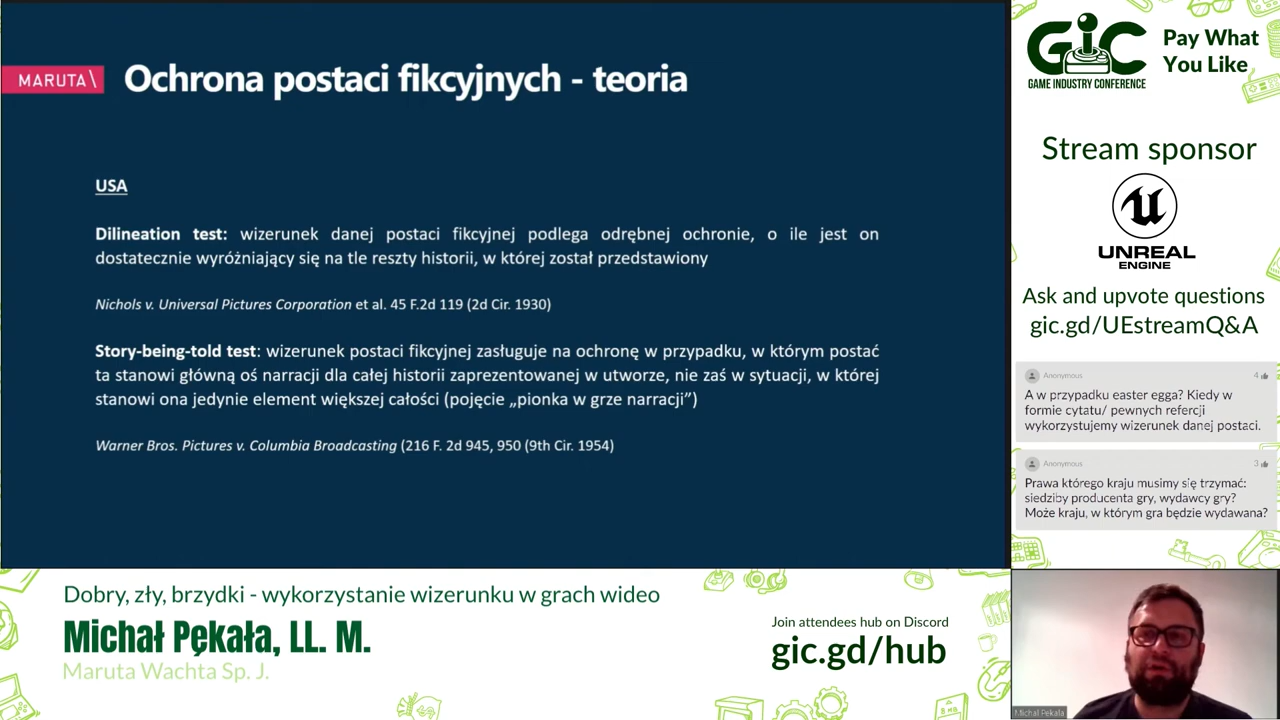 MARUTA\
Ochrona postaci fikcyjnych - teoria
USA
Dilineation test: wizerunek danej postaci fikcyjnej podlega odrębnej ochronie, o ile jest on
dostatecznie wyróżniający się na tle reszty historii, w której został przedstawiony
Nichols v. Universal Pictures Corporation et al. 45 F.2d 119 (2d Cir. 1930)
Story-being-told test: wizerunek postaci fikcyjnej zasługuje na ochronę w przypadku, w którym postać
ta stanowi główną oś narracji dla całej historii zaprezentowanej w utworze, nie zaś w sytuacji, w której
stanowi ona jedynie element większej całości (pojęcie „pionka w grze narracji”)
Warner Bros. Pictures v. Columbia Broadcasting (216 F. 2d 945, 950 (9th Cir. 1954)
GIC
GAME INDUSTRY CONFERENCE
Pay What
You Like
Stream sponsor
UNREAL
ENGINE
Ask and upvote questions
gic.gd/UEstreamQ&A
Anonymous 4
A w przypadku easter egga? Kiedy w
formie cytatu/ pewnych refercji
wykorzystujemy wizerunek danej postaci.
Anonymous 3
Prawa którego kraju musimy się trzymać:
siedziby producenta gry, wydawcy gry?
Może kraju, w którym gra będzie wydawana?
Dobry, zły, brzydki - wykorzystanie wizerunku w grach wideo
Michał Pękała, LL. M.
Maruta Wachta Sp. J.
Join attendees hub on Discord
gic.gd/hub
Michał Pękała